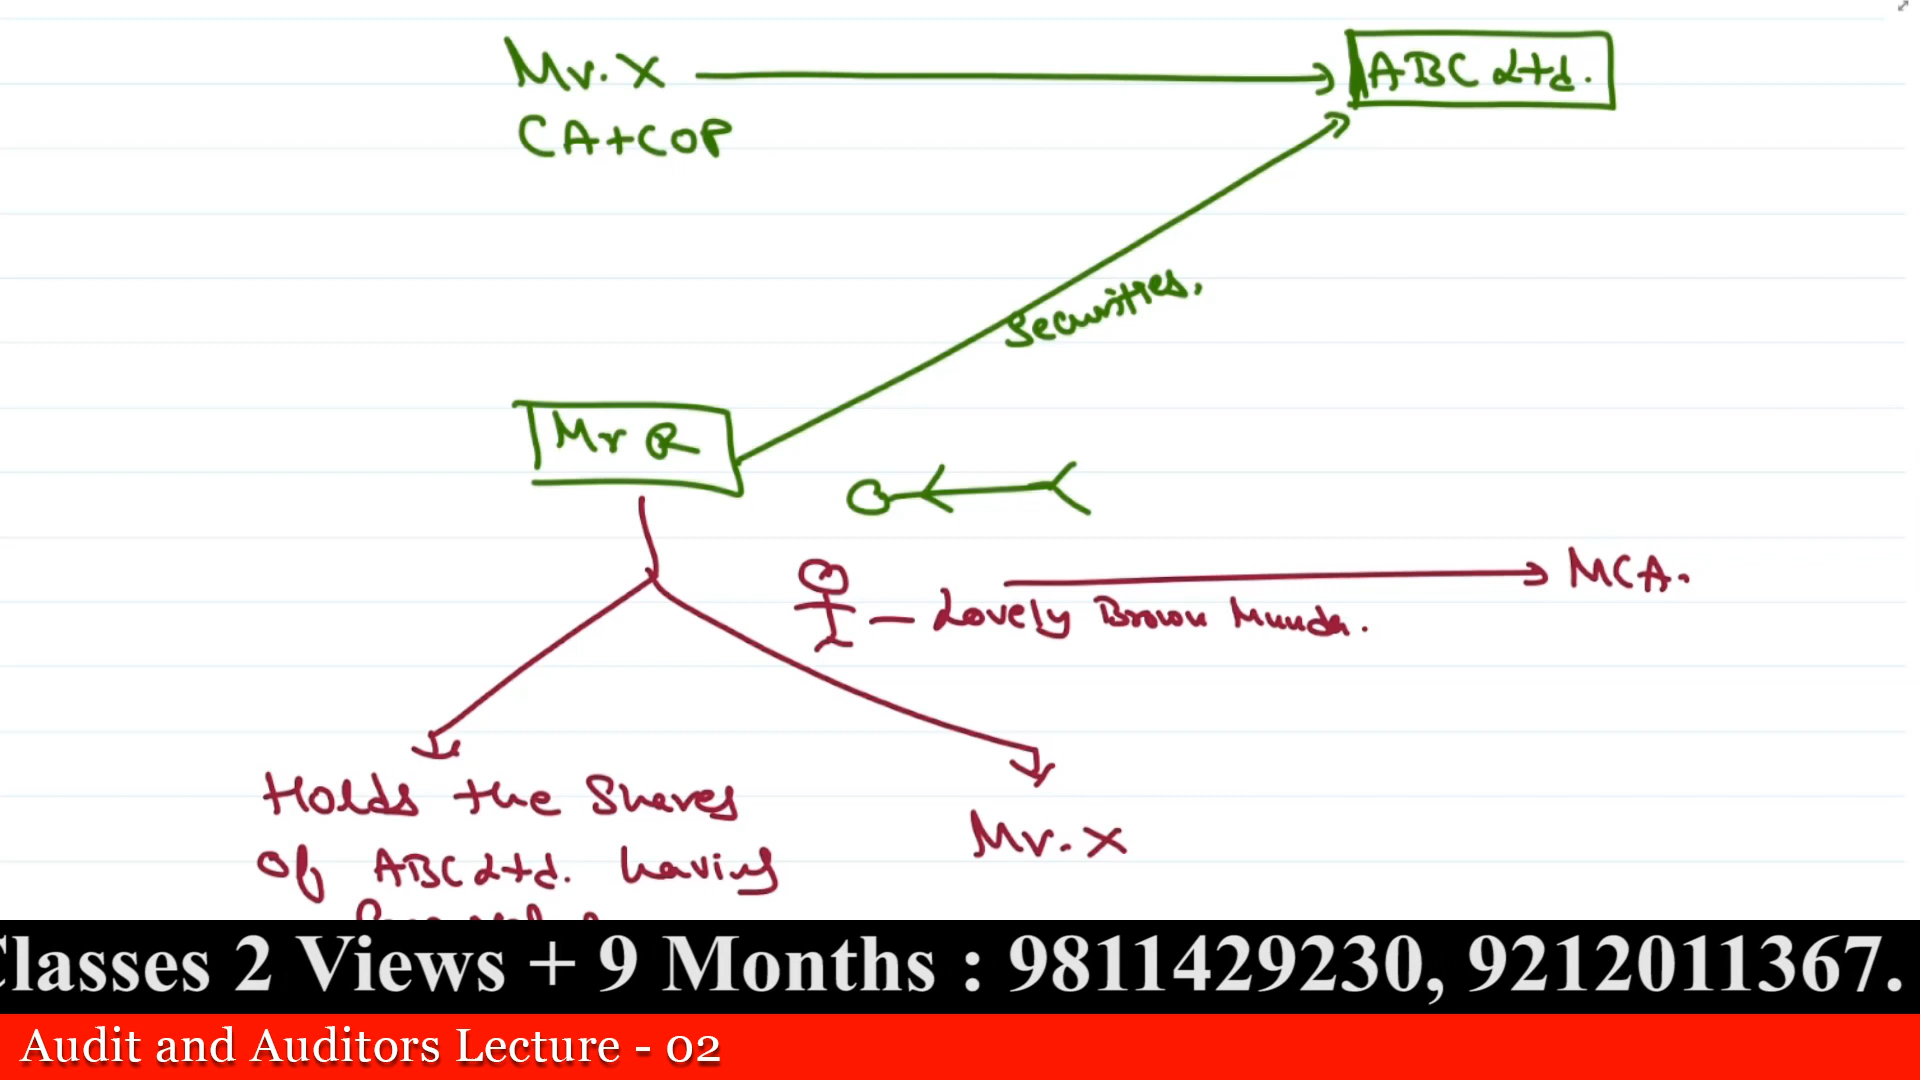 Mr. X
ABC Ltd.
CA+COP
Securities.
Mr R
MCA.
Lovely Brown Munda.
Holds the Shares
Mr. X
of ABC Ltd. having
Classes 2 Views + 9 Months : 9811429230, 9212011367.
Audit and Auditors Lecture - 02